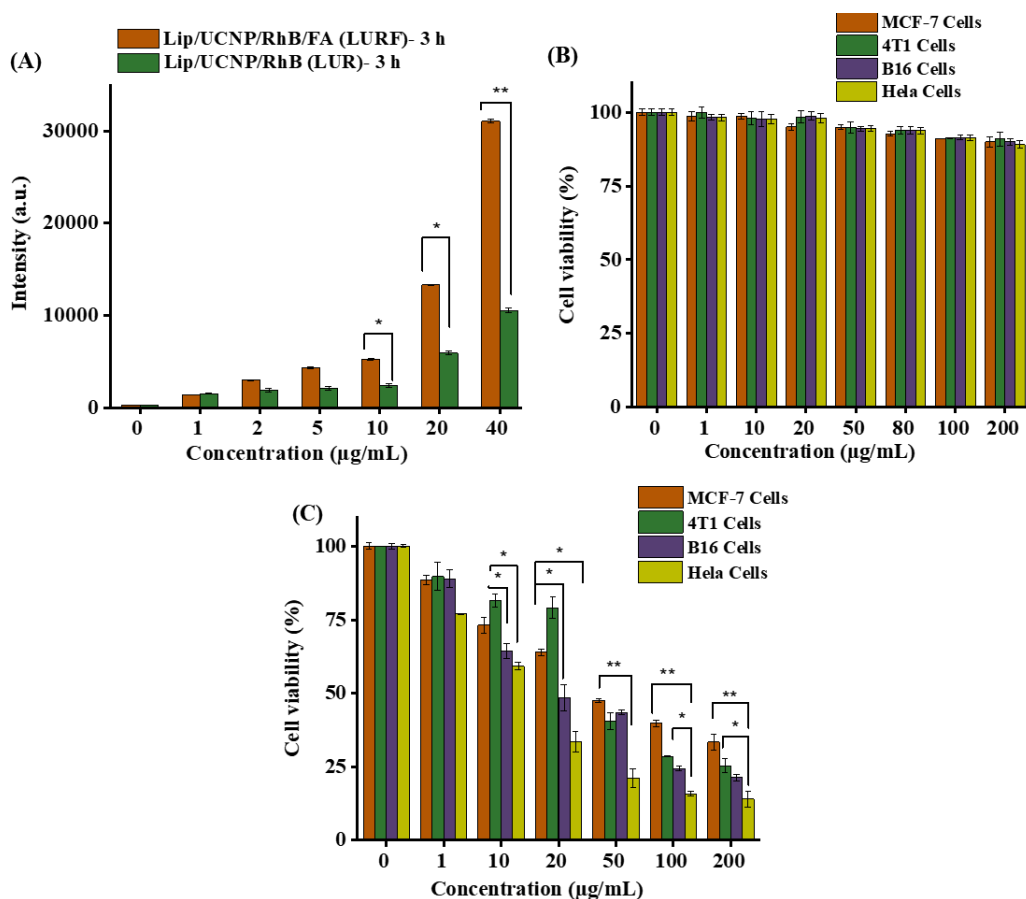 (A)
Lip/UCNP/RhB/FA (LURF)- 3 h
Lip/UCNP/RhB (LUR)- 3 h
Intensity (a.u.)
30000
20000
10000
0
*
*
**
0 1 2 5 10 20 40
Concentration (µg/mL)
(B)
MCF-7 Cells
4T1 Cells
B16 Cells
Hela Cells
Cell viability (%)
100
75
50
25
0
0 1 10 20 50 80 100 200
Concentration (µg/mL)
(C)
MCF-7 Cells
4T1 Cells
B16 Cells
Hela Cells
Cell viability (%)
100
75
50
25
0
*
*
*
*
**
**
*
**
*
0 1 10 20 50 100 200
Concentration (µg/mL)